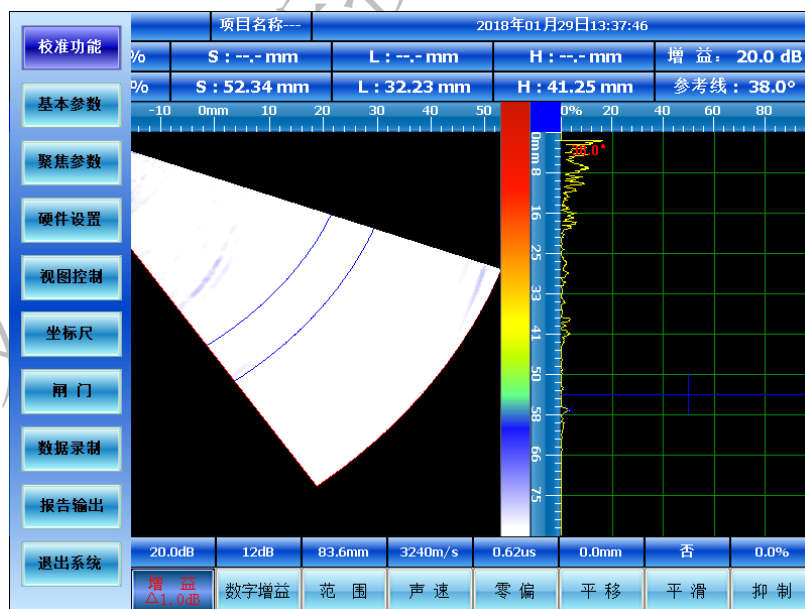 项目名称---
2018年01月29日13:37:46
% S：--.- mm L：--.- mm H：--.- mm 增 益： 20.0 dB
% S：52.34 mm L：32.23 mm H：41.25 mm 参考线：38.0°
校准功能
基本参数
聚焦参数
硬件设置
视图控制
坐标尺
闸 门
数据录制
报告输出
退出系统
-10 0mm 10 20 30 40 50
0% 20 40 60 80
0mm
8
16
25
33
41
50
58
66
75
38.0°
20.0dB 12dB 83.6mm 3240m/s 0.62us 0.0mm 否 0.0%
增 益 数字增益 范 围 声 速 零 偏 平 移 平 滑 抑 制
△1.0dB